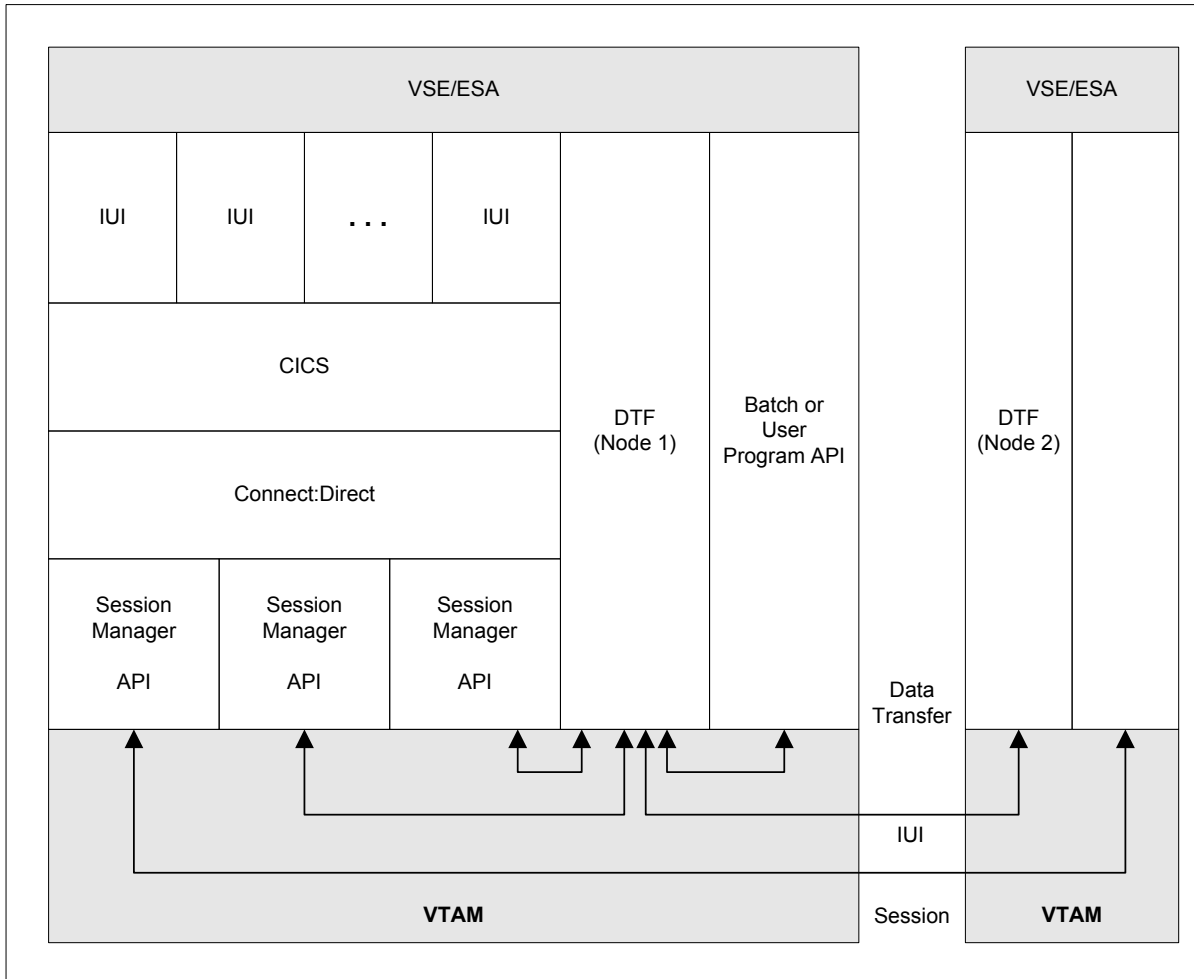 VSE/ESA
VSE/ESA
IUI
IUI
. . .
IUI
CICS
Connect:Direct
Session
Manager
API
Session
Manager
API
Session
Manager
API
DTF
(Node 1)
Batch or
User
Program API
DTF
(Node 2)
Data
Transfer
IUI
VTAM
Session
VTAM